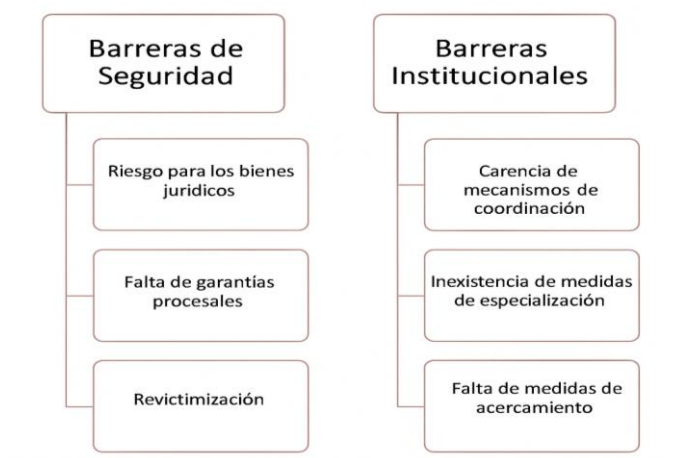 Barreras de
Seguridad
Riesgo para los bienes
juridicos
Falta de garantías
procesales
Revictimización
Barreras
Institucionales
Carencia de
mecanismos de
coordinación
Inexistencia de medidas
de especialización
Falta de medidas de
acercamiento